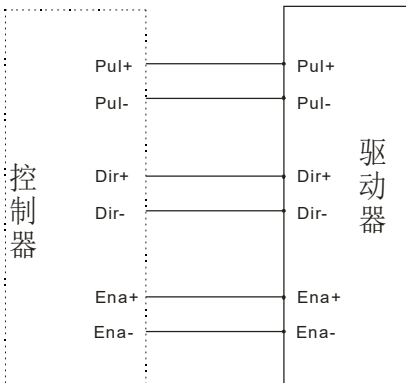 Pul+ Pul+
Pul- Pul-
Dir+ Dir+
Dir- Dir-
Ena+ Ena+
Ena- Ena-
控制器
驱动器